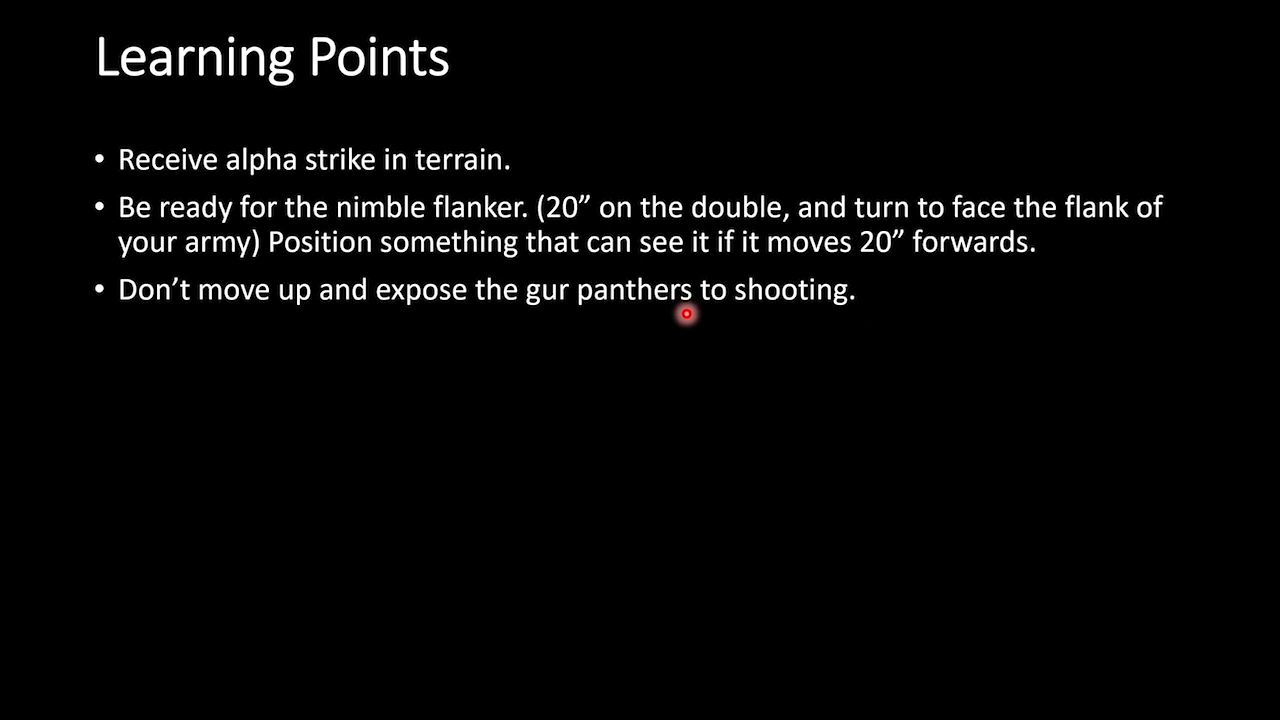 Learning Points
• Receive alpha strike in terrain.
• Be ready for the nimble flanker. (20” on the double, and turn to face the flank of
your army) Position something that can see it if it moves 20” forwards.
• Don’t move up and expose the gur panthers to shooting.